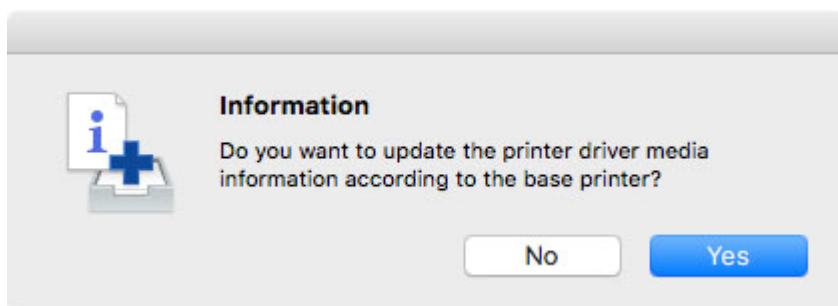 i
Information
Do you want to update the printer driver media
information according to the base printer?
No
Yes